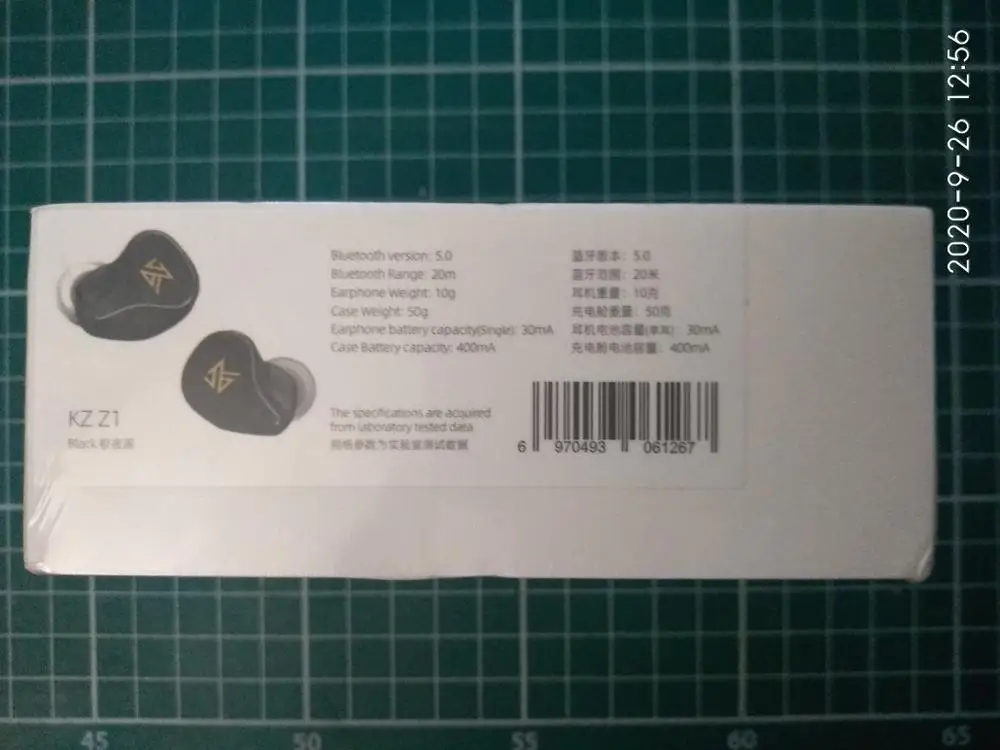 2020-9-26 12:56
Bluetooth version: 5.0
Bluetooth Range: 20m
Earphone Weight: 10g
Case Weight: 50g
Earphone battery capacity(Single): 30mA
Case Battery capacity: 400mA
蓝牙版本：5.0
蓝牙范围：20米
耳机重量：10克
充电舱重量：50克
耳机电池容量(单耳)：30mA
充电舱电池容量：400mA
KZ Z1
Black 极夜黑
The specifications are acquired
from laboratory tested data
规格参数为实验室测试数据
6 970493 061267
45 50 55 60 65